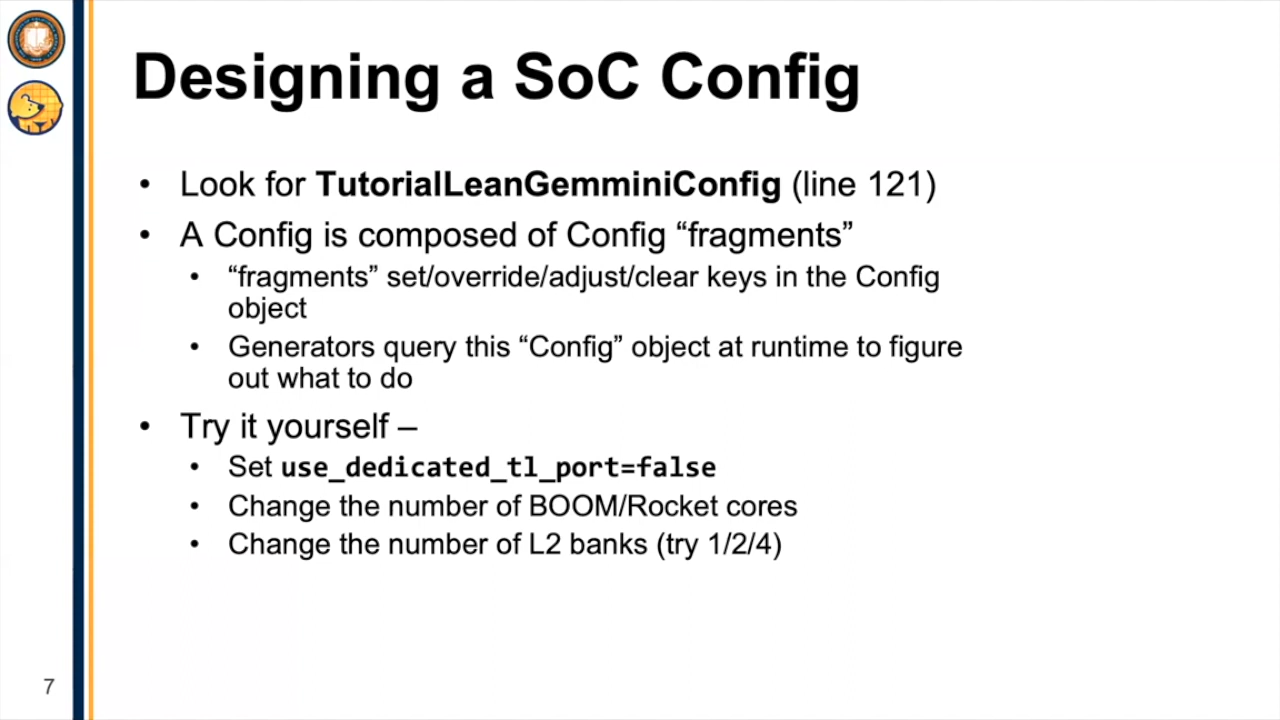 Designing a SoC Config
• Look for TutorialLeanGemminiConfig (line 121)
• A Config is composed of Config “fragments”
• “fragments” set/override/adjust/clear keys in the Config
object
• Generators query this “Config” object at runtime to figure
out what to do
• Try it yourself –
• Set use_dedicated_tl_port=false
• Change the number of BOOM/Rocket cores
• Change the number of L2 banks (try 1/2/4)
7